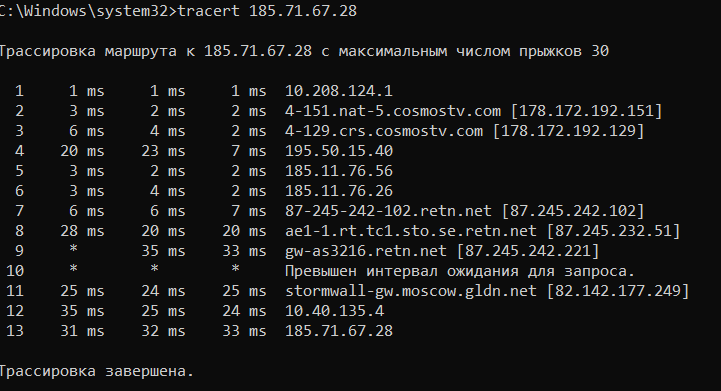 C:\Windows\system32>tracert 185.71.67.28
Трассировка маршрута к 185.71.67.28 с максимальным числом прыжков 30
1 1 ms 1 ms 1 ms 10.208.124.1
2 3 ms 2 ms 2 ms 4-151.nat-5.cosmostv.com [178.172.192.151]
3 6 ms 4 ms 2 ms 4-129.crs.cosmostv.com [178.172.192.129]
4 20 ms 23 ms 7 ms 195.50.15.40
5 3 ms 2 ms 2 ms 185.11.76.56
6 3 ms 4 ms 2 ms 185.11.76.26
7 6 ms 6 ms 7 ms 87-245-242-102.retn.net [87.245.242.102]
8 28 ms 20 ms 20 ms ae1-1.rt.tc1.sto.se.retn.net [87.245.232.51]
9 * 35 ms 33 ms gw-as3216.retn.net [87.245.242.221]
10 * * * Превышен интервал ожидания для запроса.
11 25 ms 24 ms 25 ms stormwall-gw.moscow.gldn.net [82.142.177.249]
12 35 ms 25 ms 24 ms 10.40.135.4
13 31 ms 32 ms 33 ms 185.71.67.28
Трассировка завершена.